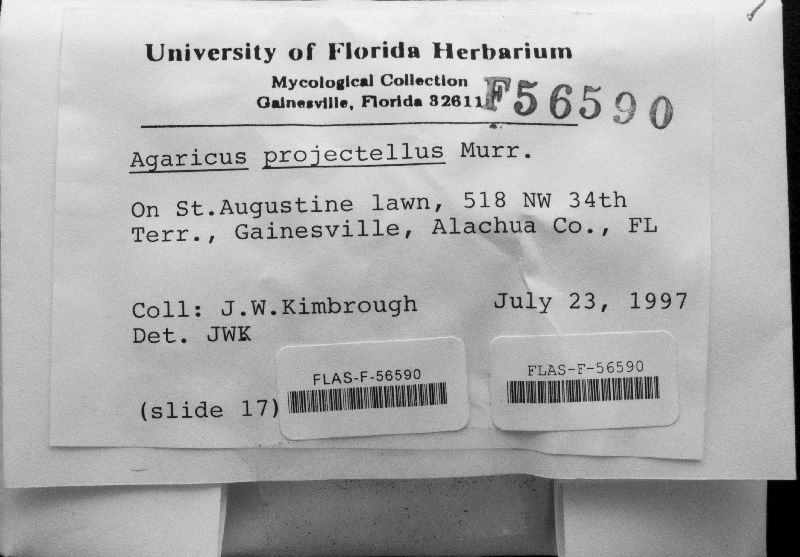 University of Florida Herbarium
Mycological Collection
Gainesville, Florida 32611
F56590
Agaricus projectellus Murr.
On St.Augustine lawn, 518 NW 34th
Terr., Gainesville, Alachua Co., FL
Coll: J.W.Kimbrough July 23, 1997
Det. JWK
(slide 17)
FLAS-F-56590
FLAS-F-56590